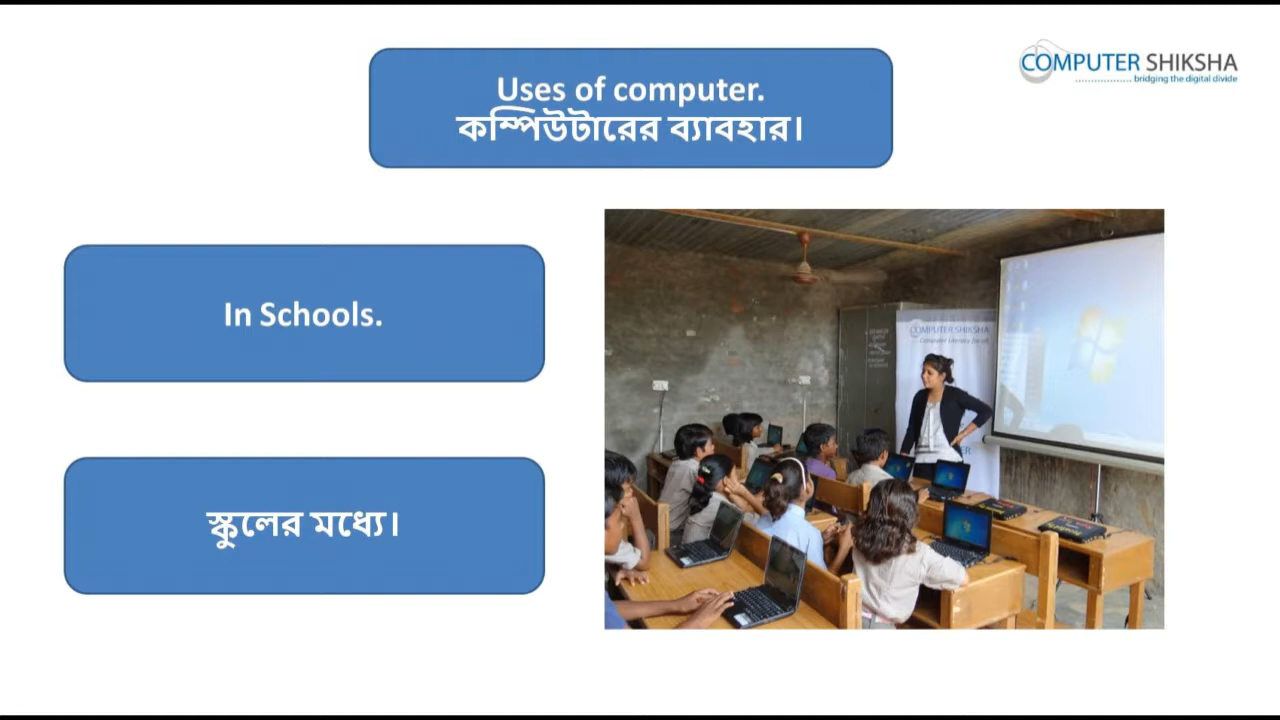 Uses of computer.
কম্পিউটারের ব্যাবহার।
COMPUTER SHIKSHA
bridging the digital divide
In Schools.
স্কুলের মধ্যে।
COMPUTER SHIKSHA
Computer Literacy for all